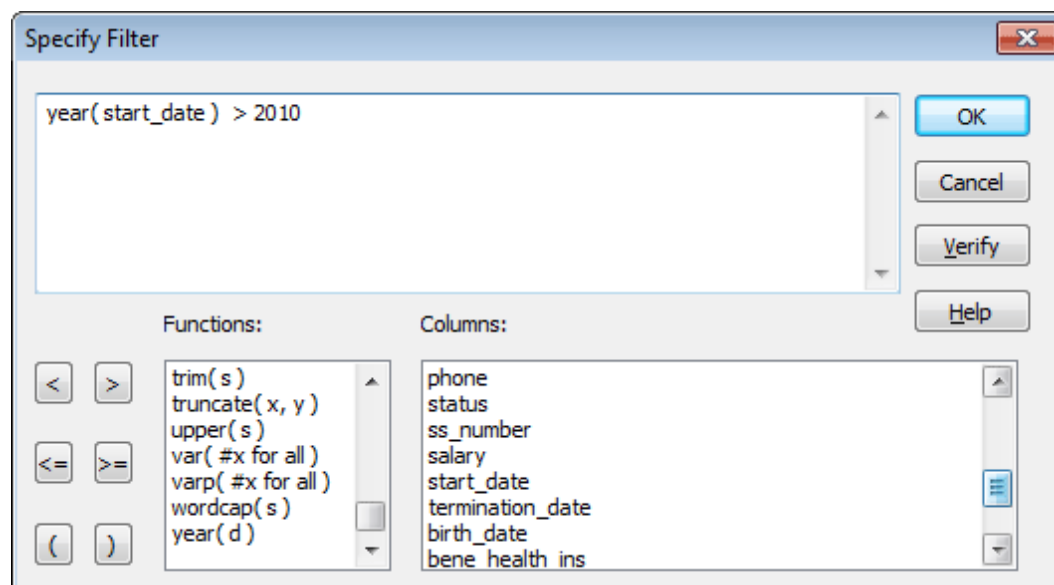 Specify Filter
year( start_date ) > 2010
OK
Cancel
Verify
Help
Functions:
Columns:
< >
<= >=
( )
trim( s )
truncate( x, y )
upper( s )
var( #x for all )
varp( #x for all )
wordcap( s )
year( d )
phone
status
ss_number
salary
start_date
termination_date
birth_date
bene_health_ins